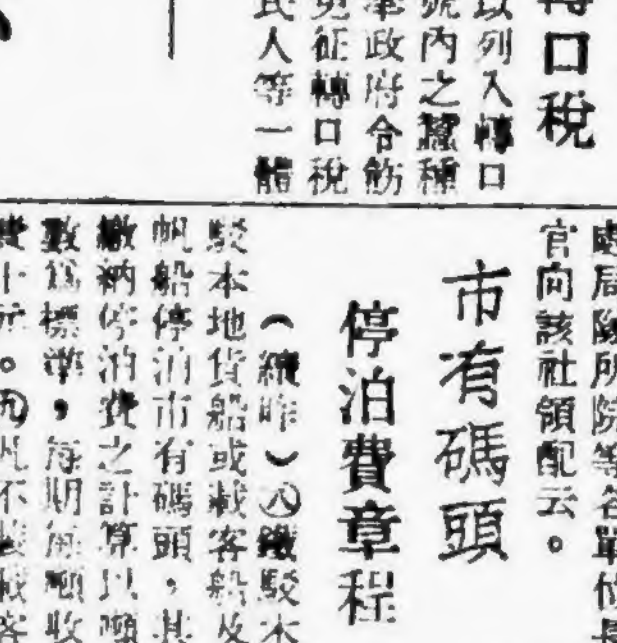 轉口稅
以列入轉口
號內之蠶種
準政府令飭
免征轉口稅
民人等一體
處局隊所院等各單位長
官向該社領配云。
市有碼頭
停泊費章程
（續昨）㈧鐵駁本
駁本地貨船或載客船及
帆船停泊市有碼頭，其
繳納停泊費之計算以噸
數爲標準，每期每噸收
費十元。㈨凡不裝載客